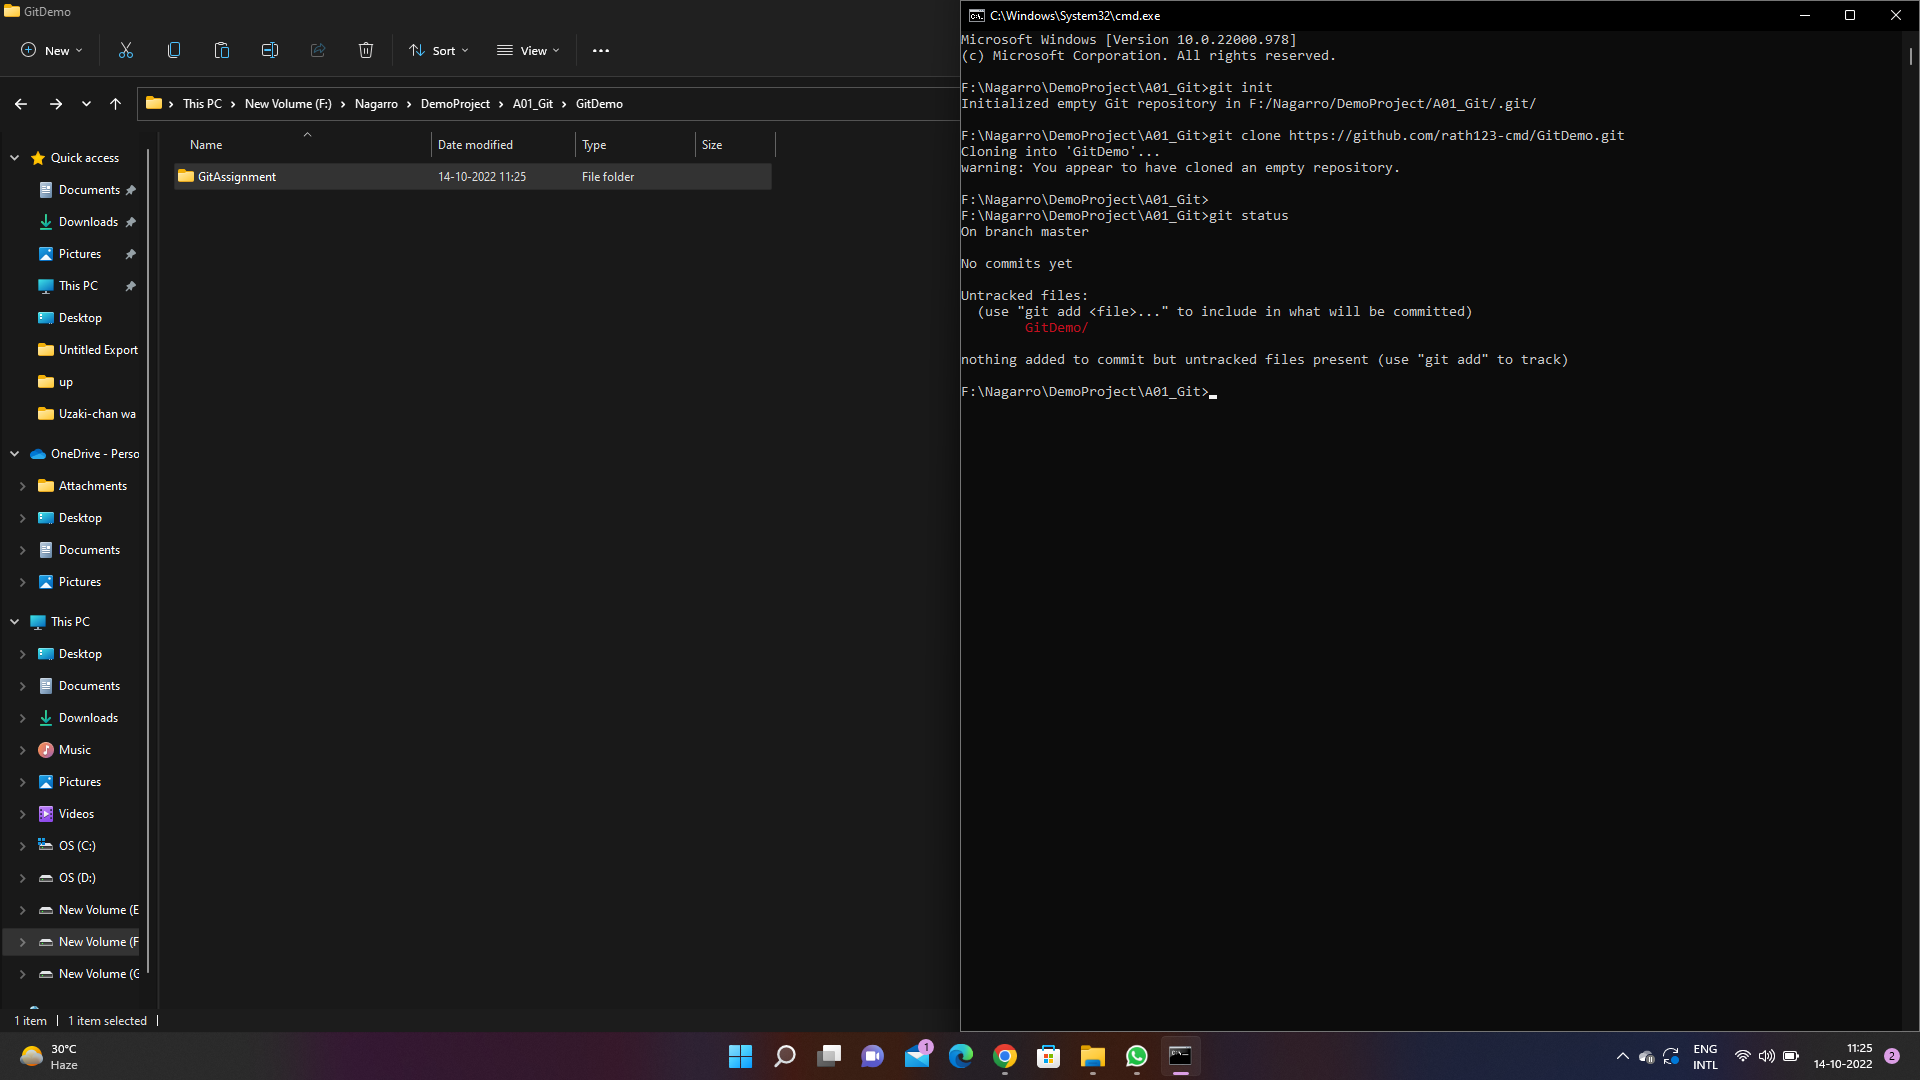 GitDemo
New
Sort
View
This PC > New Volume (F:) > Nagarro > DemoProject > A01_Git > GitDemo
Name
Date modified
Type
Size
GitAssignment
14-10-2022 11:25
File folder
Quick access
Documents
Downloads
Pictures
This PC
Desktop
Untitled Export
up
Uzaki-chan wa
OneDrive - Perso
Attachments
Desktop
Documents
Pictures
This PC
Desktop
Documents
Downloads
Music
Pictures
Videos
OS (C:)
OS (D:)
New Volume (E
New Volume (F
New Volume (G
1 item
1 item selected
C:\Windows\System32\cmd.exe
Microsoft Windows [Version 10.0.22000.978]
(c) Microsoft Corporation. All rights reserved.
F:\Nagarro\DemoProject\A01_Git>git init
Initialized empty Git repository in F:/Nagarro/DemoProject/A01_Git/.git/
F:\Nagarro\DemoProject\A01_Git>git clone https://github.com/rath123-cmd/GitDemo.git
Cloning into 'GitDemo'...
warning: You appear to have cloned an empty repository.
F:\Nagarro\DemoProject\A01_Git>
F:\Nagarro\DemoProject\A01_Git>git status
On branch master
No commits yet
Untracked files:
(use "git add <file>..." to include in what will be committed)
GitDemo/
nothing added to commit but untracked files present (use "git add" to track)
F:\Nagarro\DemoProject\A01_Git>
30°C
Haze
1
ENG
INTL
11:25
14-10-2022
2